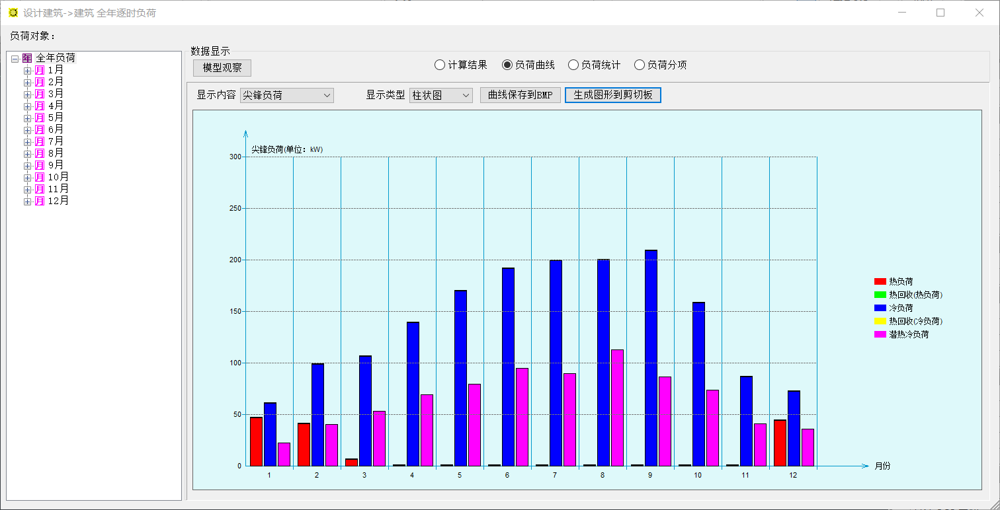 设计建筑->建筑 全年逐时负荷
负荷对象：
全年负荷
1月
2月
3月
4月
5月
6月
7月
8月
9月
10月
11月
12月
数据显示
模型观察 计算结果 负荷曲线 负荷统计 负荷分项
显示内容 尖锋负荷 显示类型 柱状图 曲线保存到BMP 生成图形到剪切板
尖锋负荷(单位：kW)
300
250
200
150
100
50
0
1 2 3 4 5 6 7 8 9 10 11 12
月份
热负荷
热回收(热负荷)
冷负荷
热回收(冷负荷)
潜热冷负荷